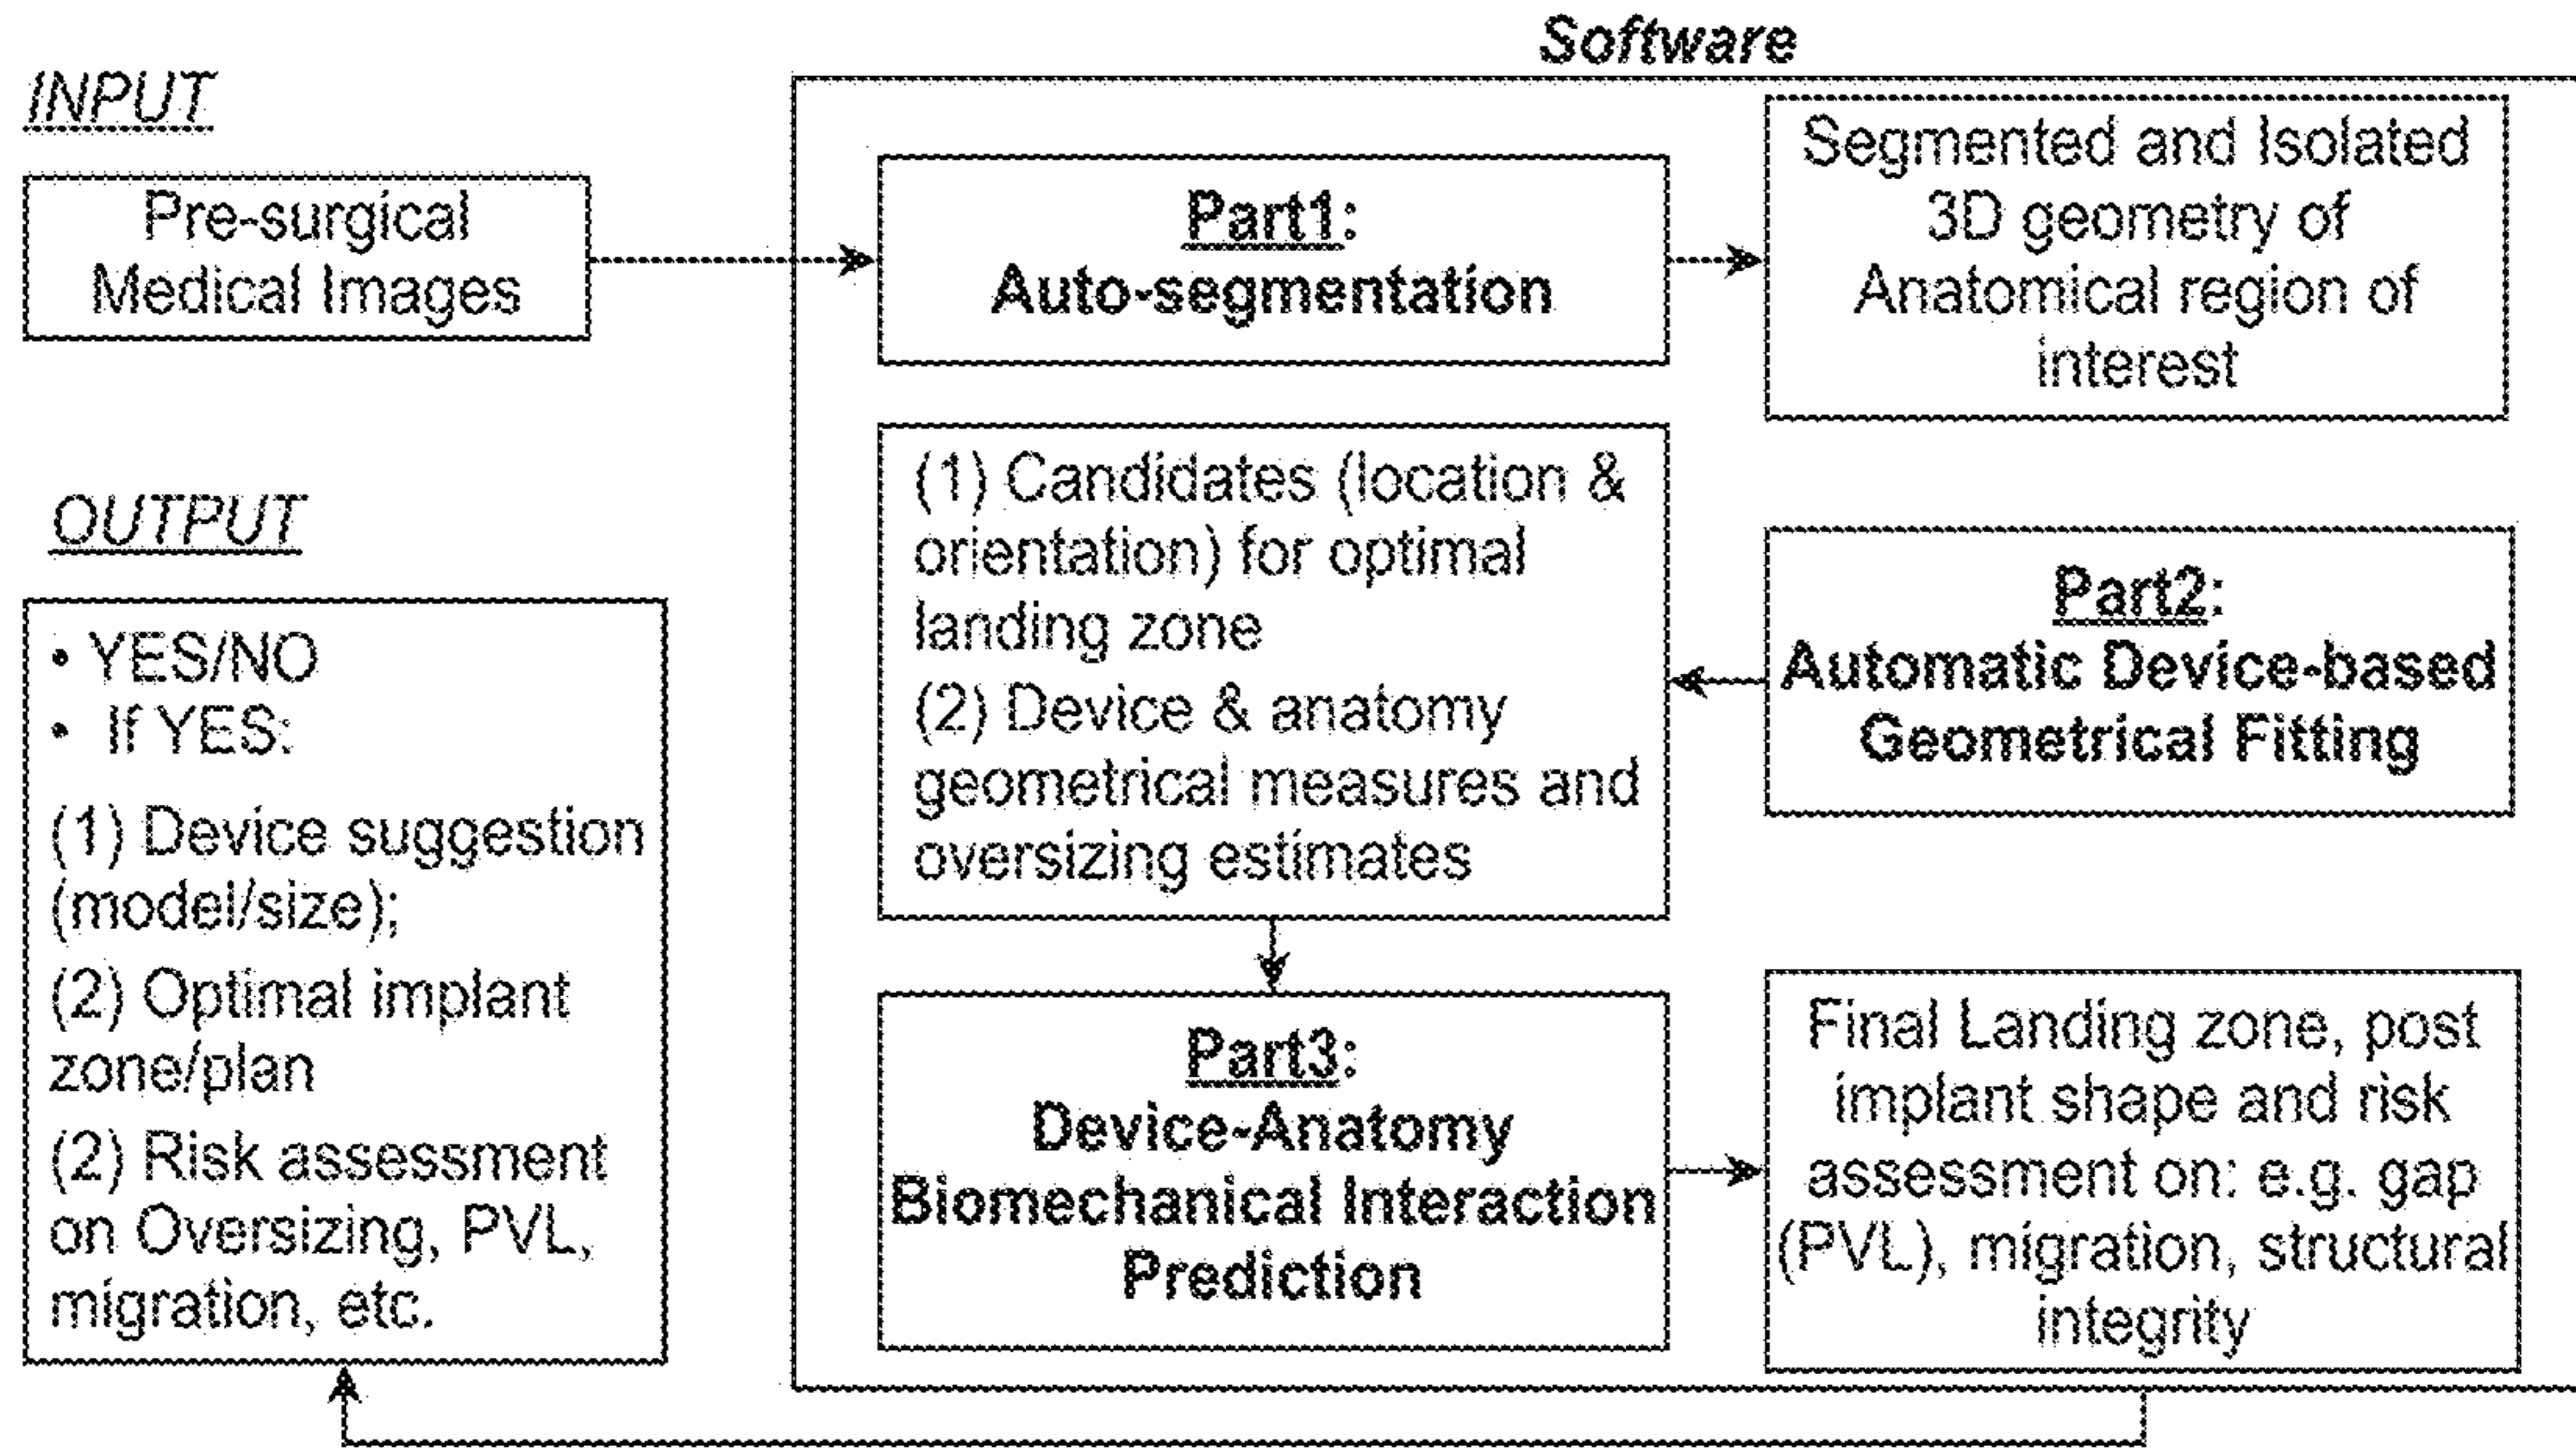 Software
INPUT
Pre-surgical
Medical Images
Part1:
Auto-segmentation
Segmented and Isolated
3D geometry of
Anatomical region of
interest
Part2:
Automatic Device-based
Geometrical Fitting
(1) Candidates (location &
orientation) for optimal
landing zone
(2) Device & anatomy
geometrical measures and
oversizing estimates
Part3:
Device-Anatomy
Biomechanical Interaction
Prediction
Final Landing zone, post
implant shape and risk
assessment on: e.g. gap
(PVL), migration, structural
integrity
OUTPUT
• YES/NO
• If YES:
(1) Device suggestion
(model/size);
(2) Optimal implant
zone/plan
(2) Risk assessment
on Oversizing, PVL,
migration, etc.